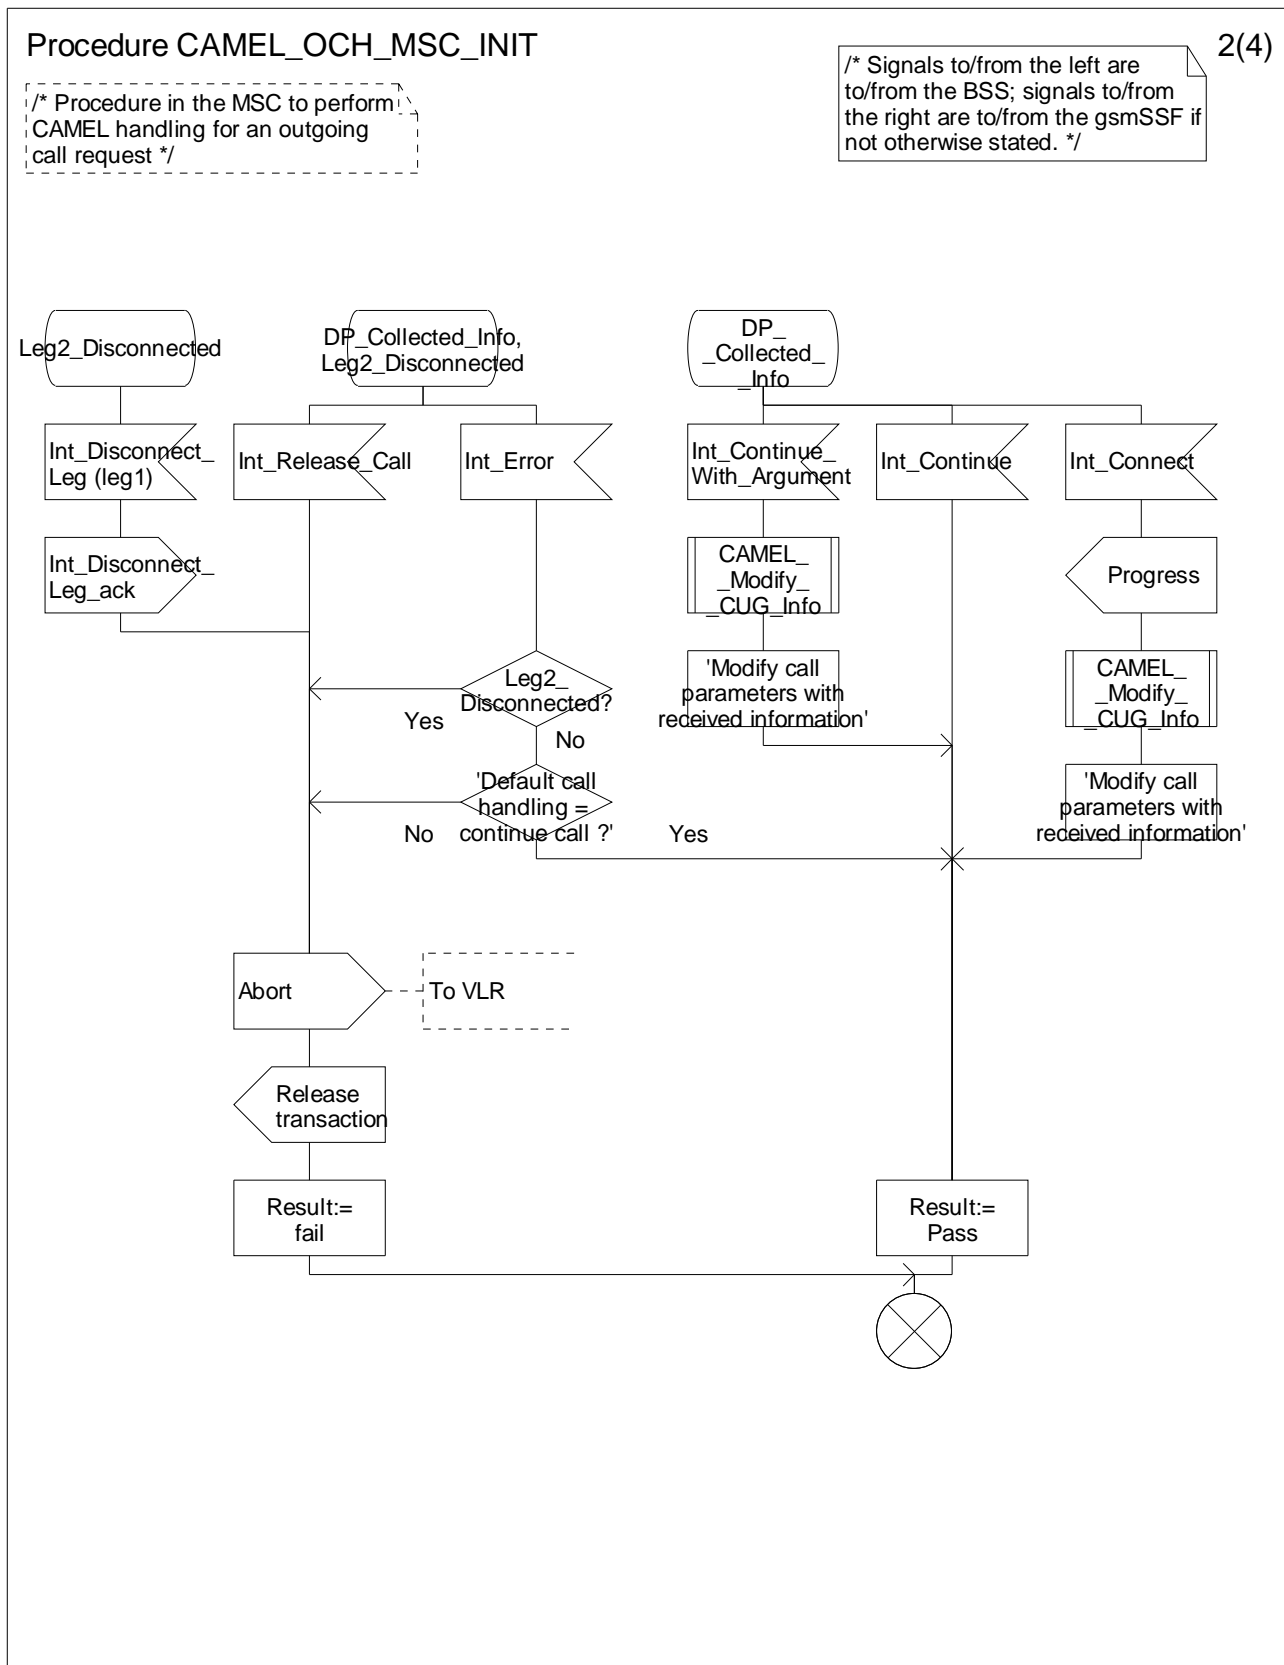 Procedure CAMEL_OCH_MSC_INIT
2(4)
/* Procedure in the MSC to perform
CAMEL handling for an outgoing
call request */
/* Signals to/from the left are
to/from the BSS; signals to/from
the right are to/from the gsmSSF if
not otherwise stated. */
Leg2_Disconnected
DP_Collected_Info,
Leg2_Disconnected
DP_
_Collected_
_Info
Int_Disconnect_
Leg (leg1)
Int_Release_Call
Int_Error
Int_Continue_
With_Argument
Int_Continue
Int_Connect
Int_Disconnect_
Leg_ack
CAMEL_
_Modify_
_CUG_Info
Progress
Leg2_
Disconnected?
Yes
No
'Modify call
parameters with
received information'
CAMEL_
_Modify_
_CUG_Info
'Default call
handling =
continue call ?'
No
Yes
'Modify call
parameters with
received information'
Abort
To VLR
Release
transaction
Result:=
fail
Result:=
Pass